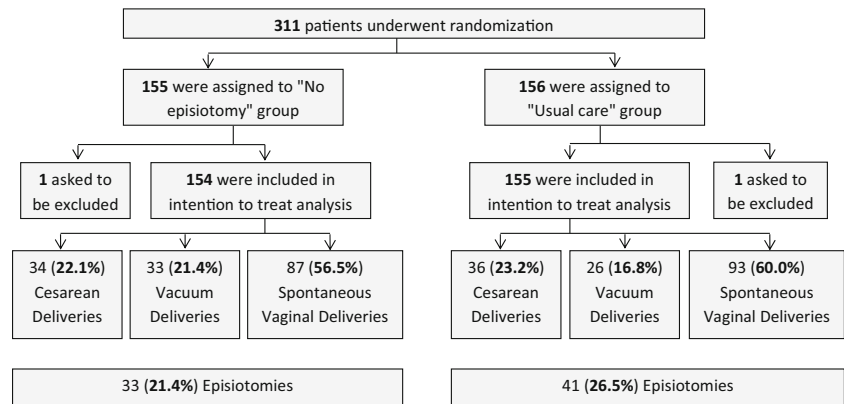 311 patients underwent randomization
155 were assigned to "No
episiotomy" group
156 were assigned to
"Usual care" group
1 asked to
be excluded
154 were included in
intention to treat analysis
155 were included in
intention to treat analysis
1 asked to
be excluded
34 (22.1%)
Cesarean
Deliveries
33 (21.4%)
Vacuum
Deliveries
87 (56.5%)
Spontaneous
Vaginal Deliveries
36 (23.2%)
Cesarean
Deliveries
26 (16.8%)
Vacuum
Deliveries
93 (60.0%)
Spontaneous
Vaginal Deliveries
33 (21.4%) Episiotomies
41 (26.5%) Episiotomies